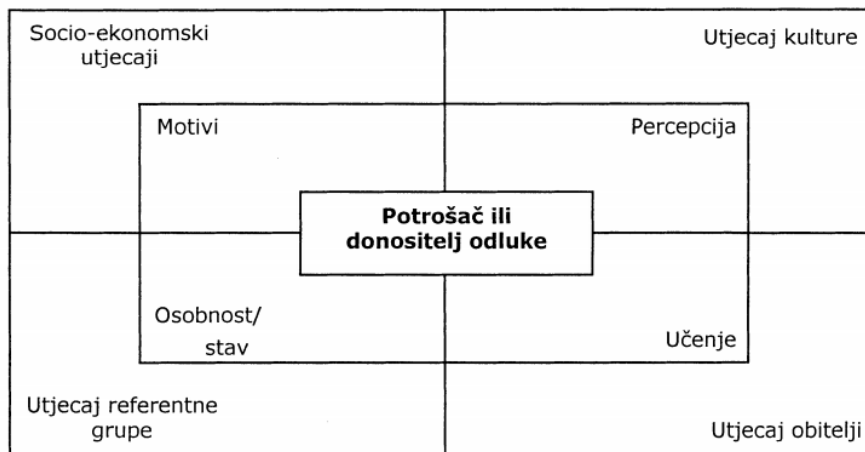 Socio-ekonomski
utjecaji
Utjecaj kulture
Motivi
Percepcija
Potrošač ili
donositelj odluke
Osobnost/
stav
Učenje
Utjecaj referentne
grupe
Utjecaj obitelji